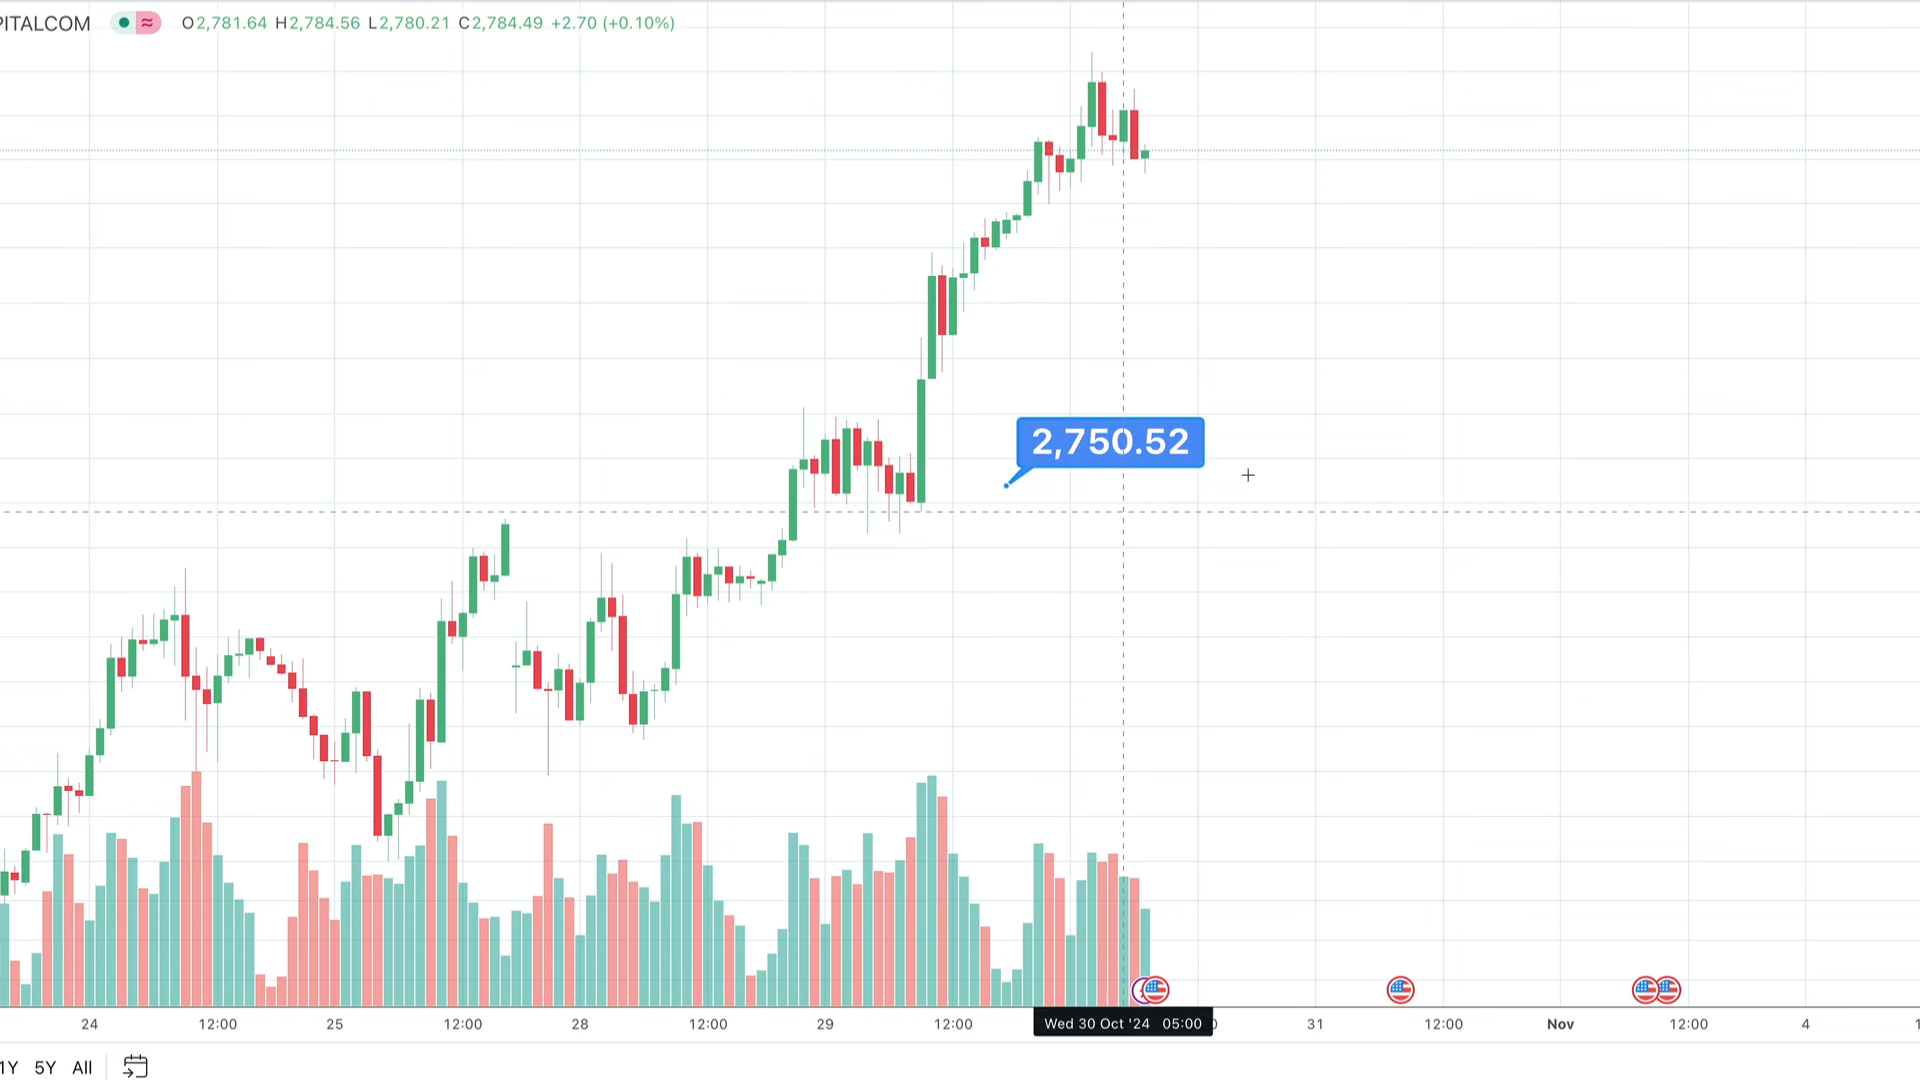 PITALCOM O2,781.64 H2,784.56 L2,780.21 C2,784.49 +2.70 (+0.10%)
2,750.52
24 12:00 25 12:00 28 12:00 29 12:00 Wed 30 Oct '24 05:00 31 12:00 Nov 12:00 4
1Y 5Y All